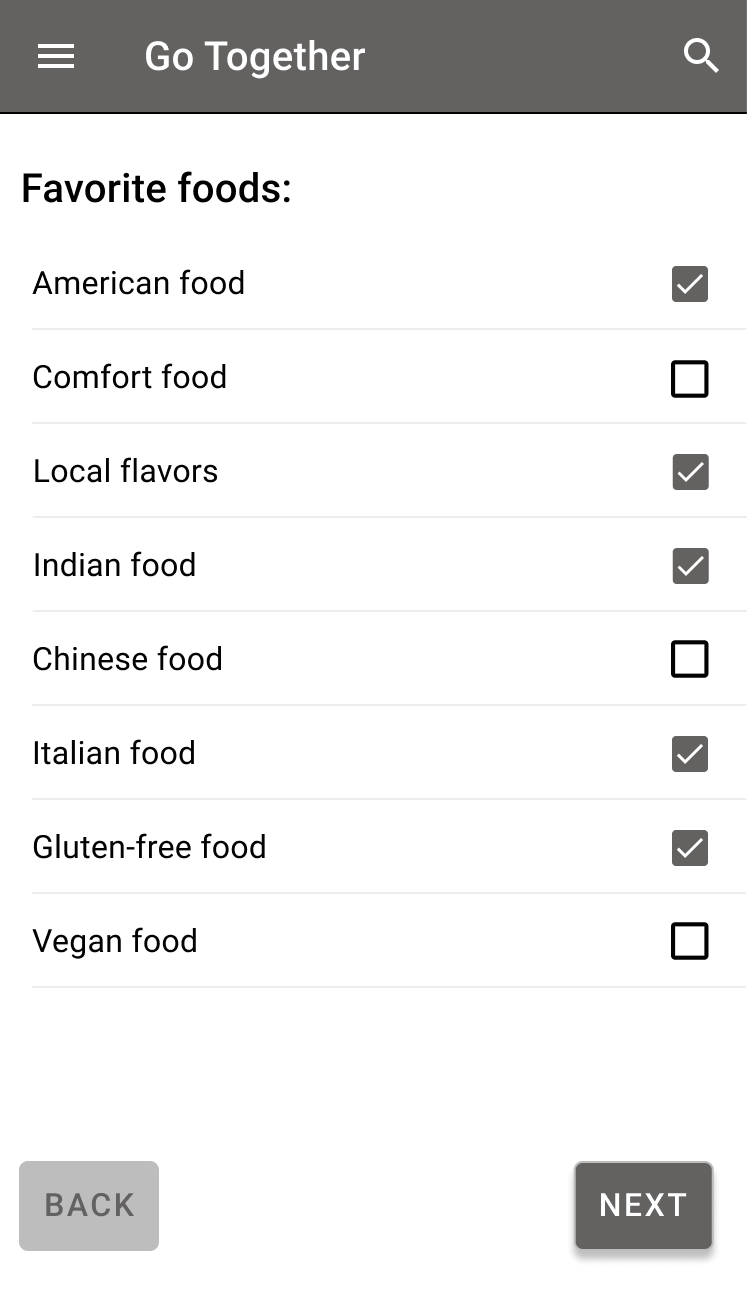 Go Together
Favorite foods:
American food
Comfort food
Local flavors
Indian food
Chinese food
Italian food
Gluten-free food
Vegan food
BACK
NEXT